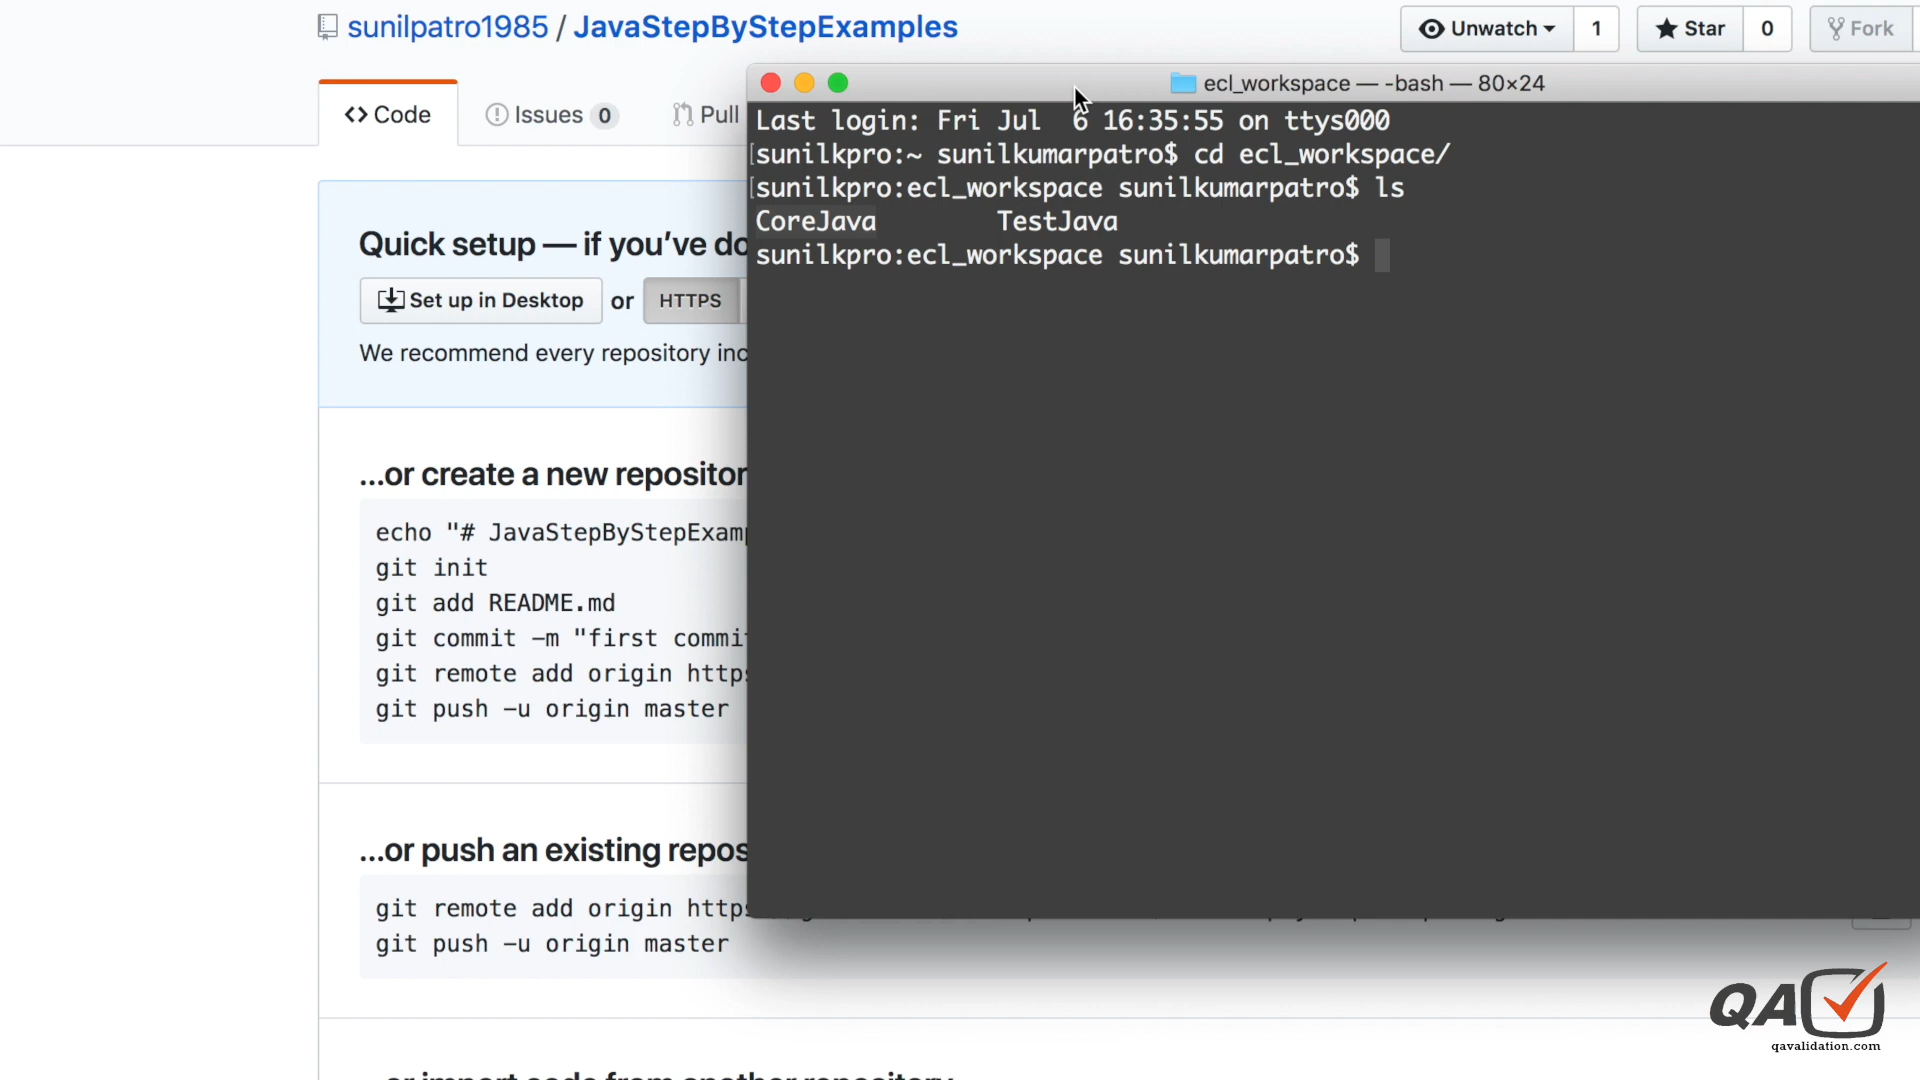 sunilpatro1985 / JavaStepByStepExamples
Unwatch 1 Star 0 Fork
Code Issues 0 Pull
ecl_workspace — -bash — 80×24
Last login: Fri Jul  6 16:35:55 on ttys000
[sunilkpro:~ sunilkumarpatro$ cd ecl_workspace/
[sunilkpro:ecl_workspace sunilkumarpatro$ ls
CoreJava TestJava
sunilkpro:ecl_workspace sunilkumarpatro$
Quick setup — if you’ve do
Set up in Desktop or HTTPS
We recommend every repository inc
...or create a new repositor
echo "# JavaStepByStepExam
git init
git add README.md
git commit -m "first commi
git remote add origin http
git push -u origin master
...or push an existing repos
git remote add origin http
git push -u origin master
QA
qavalidation.com